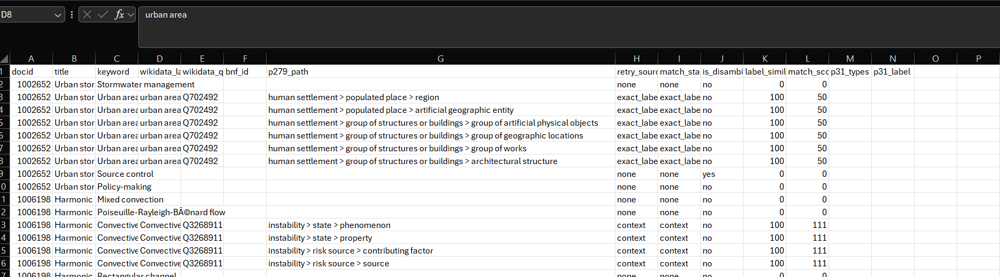 D8 fx urban area
A B C D E F G H I J K L M N O P
1 docid title keyword wikidata_la wikidata_q bnf_id p279_path retry_sourc match_sta is_disambi label_simil match_scc p31_types p31_label
2 1002652 Urban stor Stormwater management none none no 0 0
3 1002652 Urban stor Urban area urban area Q702492 human settlement > populated place > region exact_labe exact_labe no 100 50
4 1002652 Urban stor Urban area urban area Q702492 human settlement > populated place > artificial geographic entity exact_labe exact_labe no 100 50
5 1002652 Urban stor Urban area urban area Q702492 human settlement > group of structures or buildings > group of artificial physical objects exact_labe exact_labe no 100 50
6 1002652 Urban stor Urban area urban area Q702492 human settlement > group of structures or buildings > group of geographic locations exact_labe exact_labe no 100 50
7 1002652 Urban stor Urban area urban area Q702492 human settlement > group of structures or buildings > group of works exact_labe exact_labe no 100 50
8 1002652 Urban stor Urban area urban area Q702492 human settlement > group of structures or buildings > architectural structure exact_labe exact_labe no 100 50
9 1002652 Urban stor Source control none none yes 0 0
0 1002652 Urban stor Policy-making none none no 0 0
1 1006198 Harmonic Mixed convection none none no 0 0
2 1006198 Harmonic Poiseuille-Rayleigh-BÃ©nard flow none none no 0 0
3 1006198 Harmonic Convective Convective Q3268911 instability > state > phenomenon context context no 100 111
4 1006198 Harmonic Convective Convective Q3268911 instability > state > property context context no 100 111
5 1006198 Harmonic Convective Convective Q3268911 instability > risk source > contributing factor context context no 100 111
6 1006198 Harmonic Convective Convective Q3268911 instability > risk source > source context context no 100 111
7 1006198 Harmonic Rectangular channel none none no 0 0